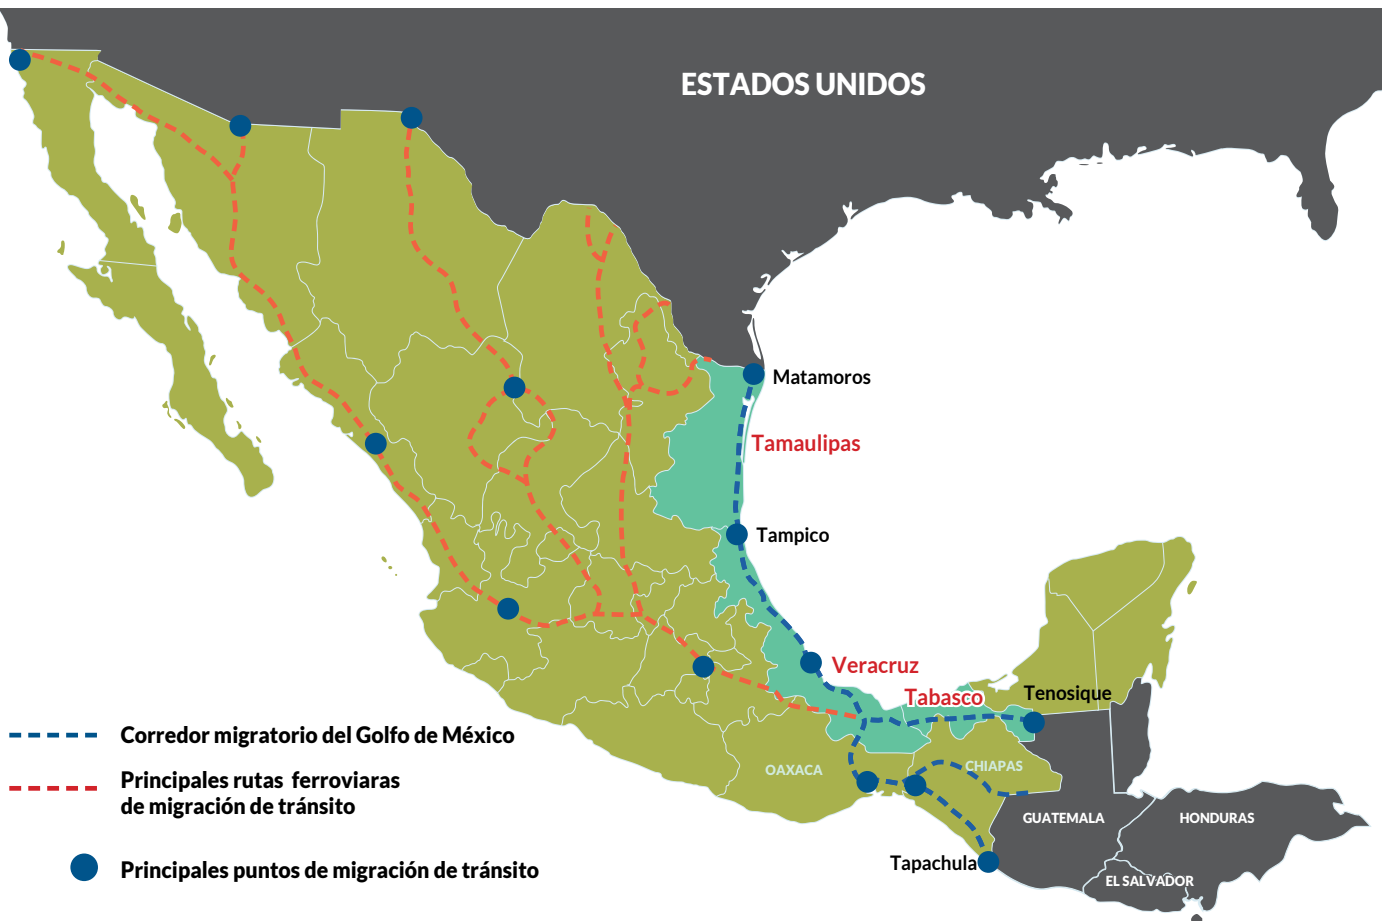 ESTADOS UNIDOS
Matamoros
Tamaulipas
Tampico
Veracruz
Tabasco
Tenosique
OAXACA
CHIAPAS
GUATEMALA
HONDURAS
Tapachula
EL SALVADOR
Corredor migratorio del Golfo de México
Principales rutas ferroviaras
de migración de tránsito
Principales puntos de migración de tránsito